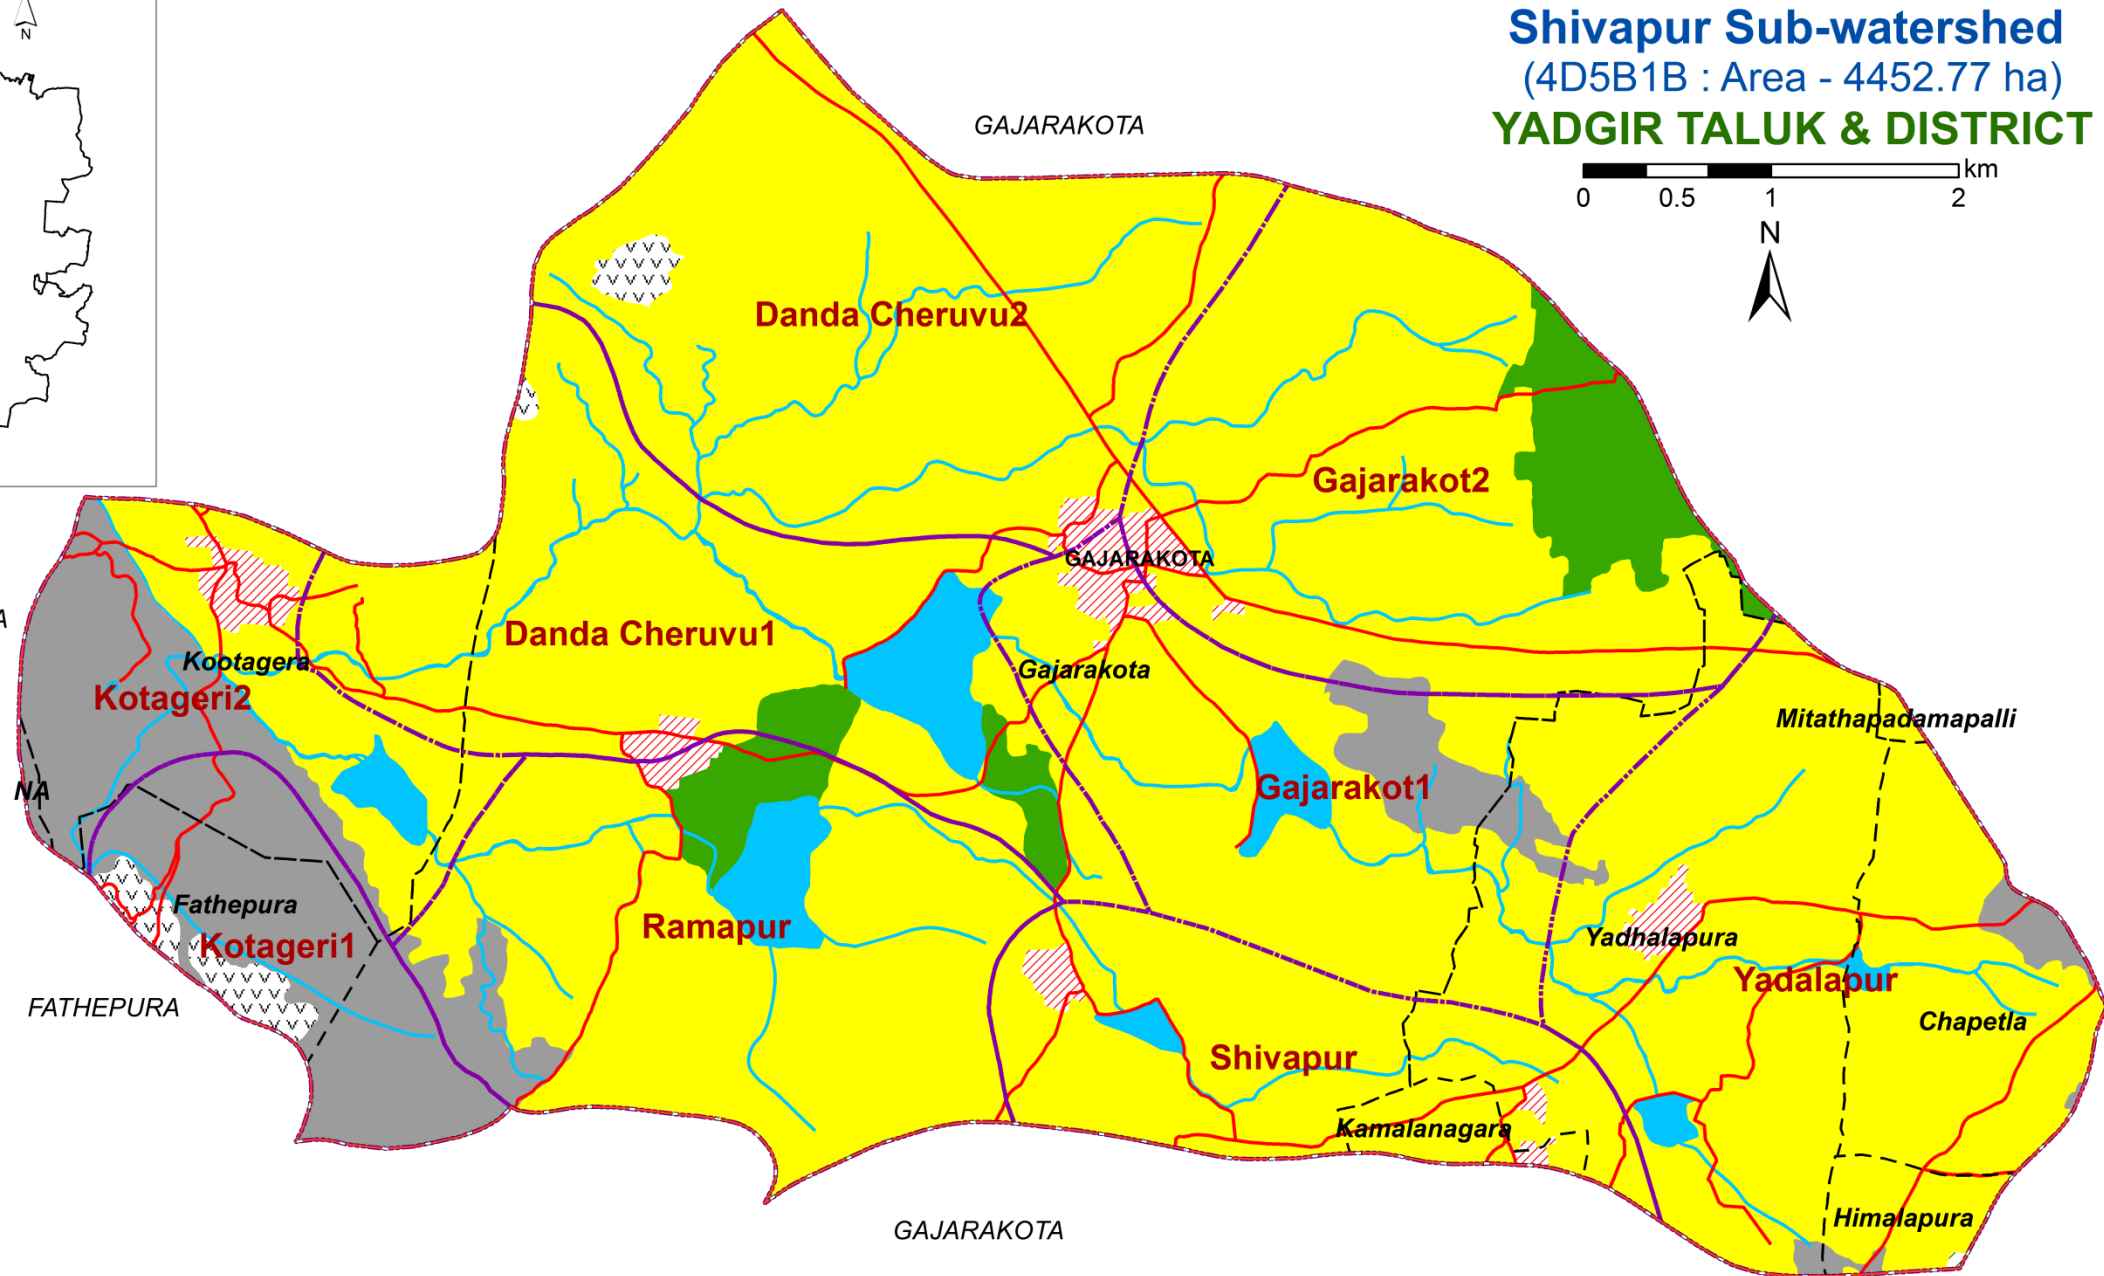 N
Shivapur Sub-watershed
(4D5B1B : Area - 4452.77 ha)
YADGIR TALUK & DISTRICT
km
0 0.5 1 2
N
GAJARAKOTA
Danda Cheruvu2
Gajarakot2
GAJARAKOTA
A
Danda Cheruvu1
Kootagera
Gajarakota
Kotageri2
Mitathapadamapalli
NA
Gajarakot1
Fathepura
Ramapur
Kotageri1
Yadhalapura
Yadalapur
FATHEPURA
Chapetla
Shivapur
Kamalanagara
Himalapura
GAJARAKOTA